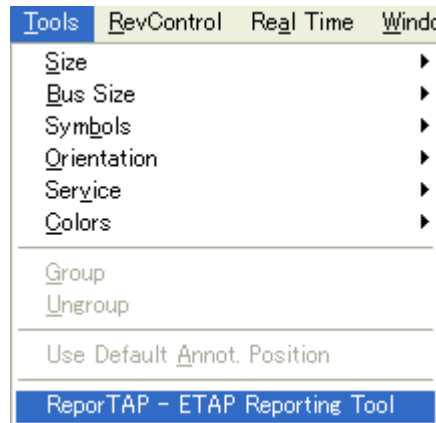 Tools RevControl Real Time Windo
Size
Bus Size
Symbols
Orientation
Service
Colors
Group
Ungroup
Use Default Annot. Position
ReporTAP - ETAP Reporting Tool